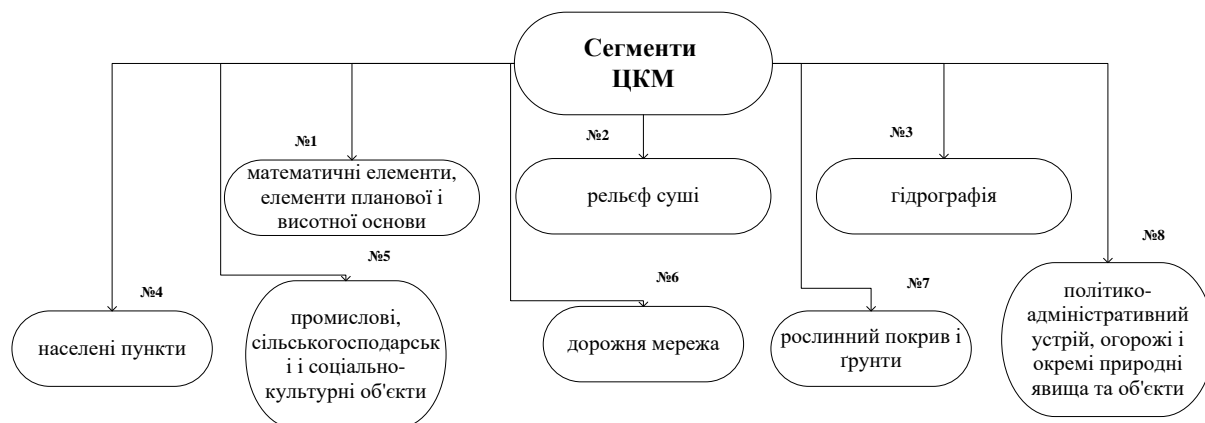 Сегменти
ЦКМ
№1
математичні елементи,
елементи планової і
висотної основи
№2
рельєф суші
№3
гідрографія
№4
населені пункти
№5
промислові,
сільськогосподарськ
і і соціально-
культурні об'єкти
№6
дорожня мережа
№7
рослинний покрив і
ґрунти
№8
політико-
адміністративний
устрій, огорожі і
окремі природні
явища та об'єкти